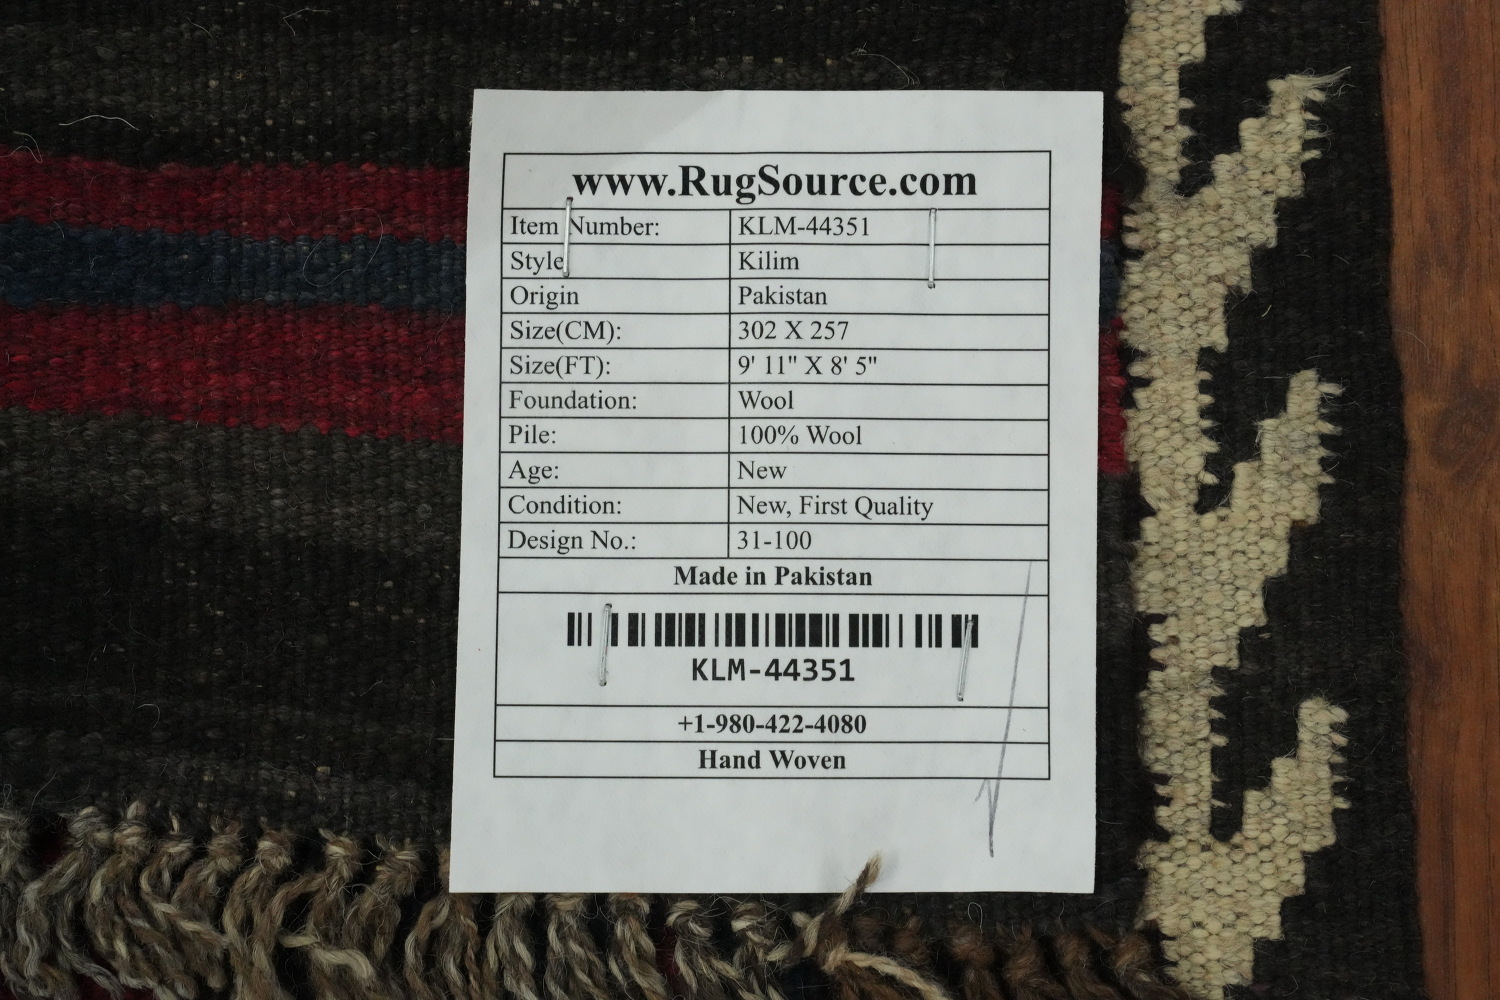 www.RugSource.com
Item Number: KLM-44351
Style Kilim
Origin Pakistan
Size(CM): 302 X 257
Size(FT): 9' 11" X 8' 5"
Foundation: Wool
Pile: 100% Wool
Age: New
Condition: New, First Quality
Design No.: 31-100
Made in Pakistan
KLM-44351
+1-980-422-4080
Hand Woven